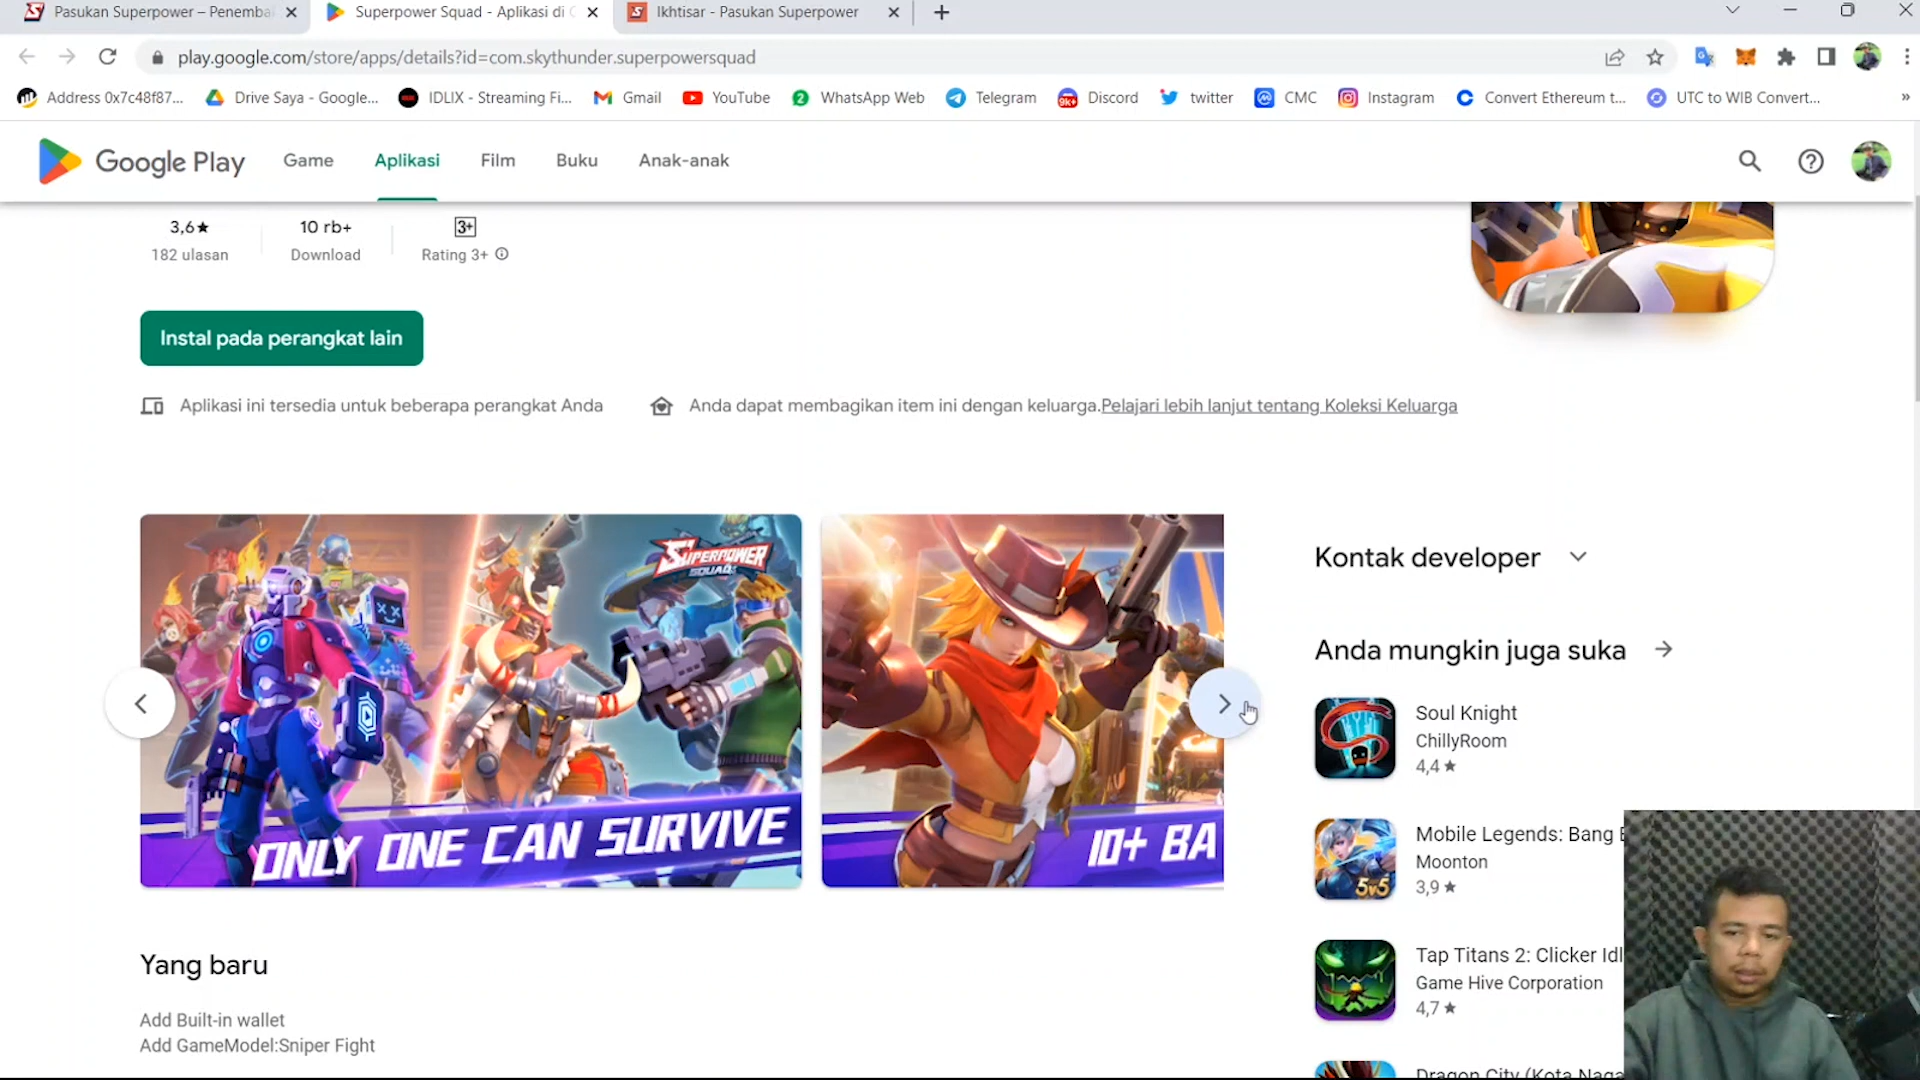 Pasukan Superpower – Penemba
Superpower Squad - Aplikasi di G
Ikhtisar - Pasukan Superpower
play.google.com/store/apps/details?id=com.skythunder.superpowersquad
Address 0x7c48f87...
Drive Saya - Google...
IDLIX - Streaming Fi...
Gmail
YouTube
WhatsApp Web
Telegram
9K+
Discord
twitter
CMC
Instagram
Convert Ethereum t...
UTC to WIB Convert...
»
Google Play
Game
Aplikasi
Film
Buku
Anak-anak
3,6★
182 ulasan
10 rb+
Download
3+
Rating 3+
Instal pada perangkat lain
Aplikasi ini tersedia untuk beberapa perangkat Anda
Anda dapat membagikan item ini dengan keluarga.Pelajari lebih lanjut tentang Koleksi Keluarga
SUPERPOWER
SQUAD
ONLY ONE CAN SURVIVE
10+ BA
Kontak developer
Anda mungkin juga suka
Soul Knight
ChillyRoom
4,4★
Mobile Legends: Bang
Moonton
3,9★
5v5
Tap Titans 2: Clicker Idl
Game Hive Corporation
4,7★
Dragon City (Kota Naga
Yang baru
Add Built-in wallet
Add GameModel:Sniper Fight